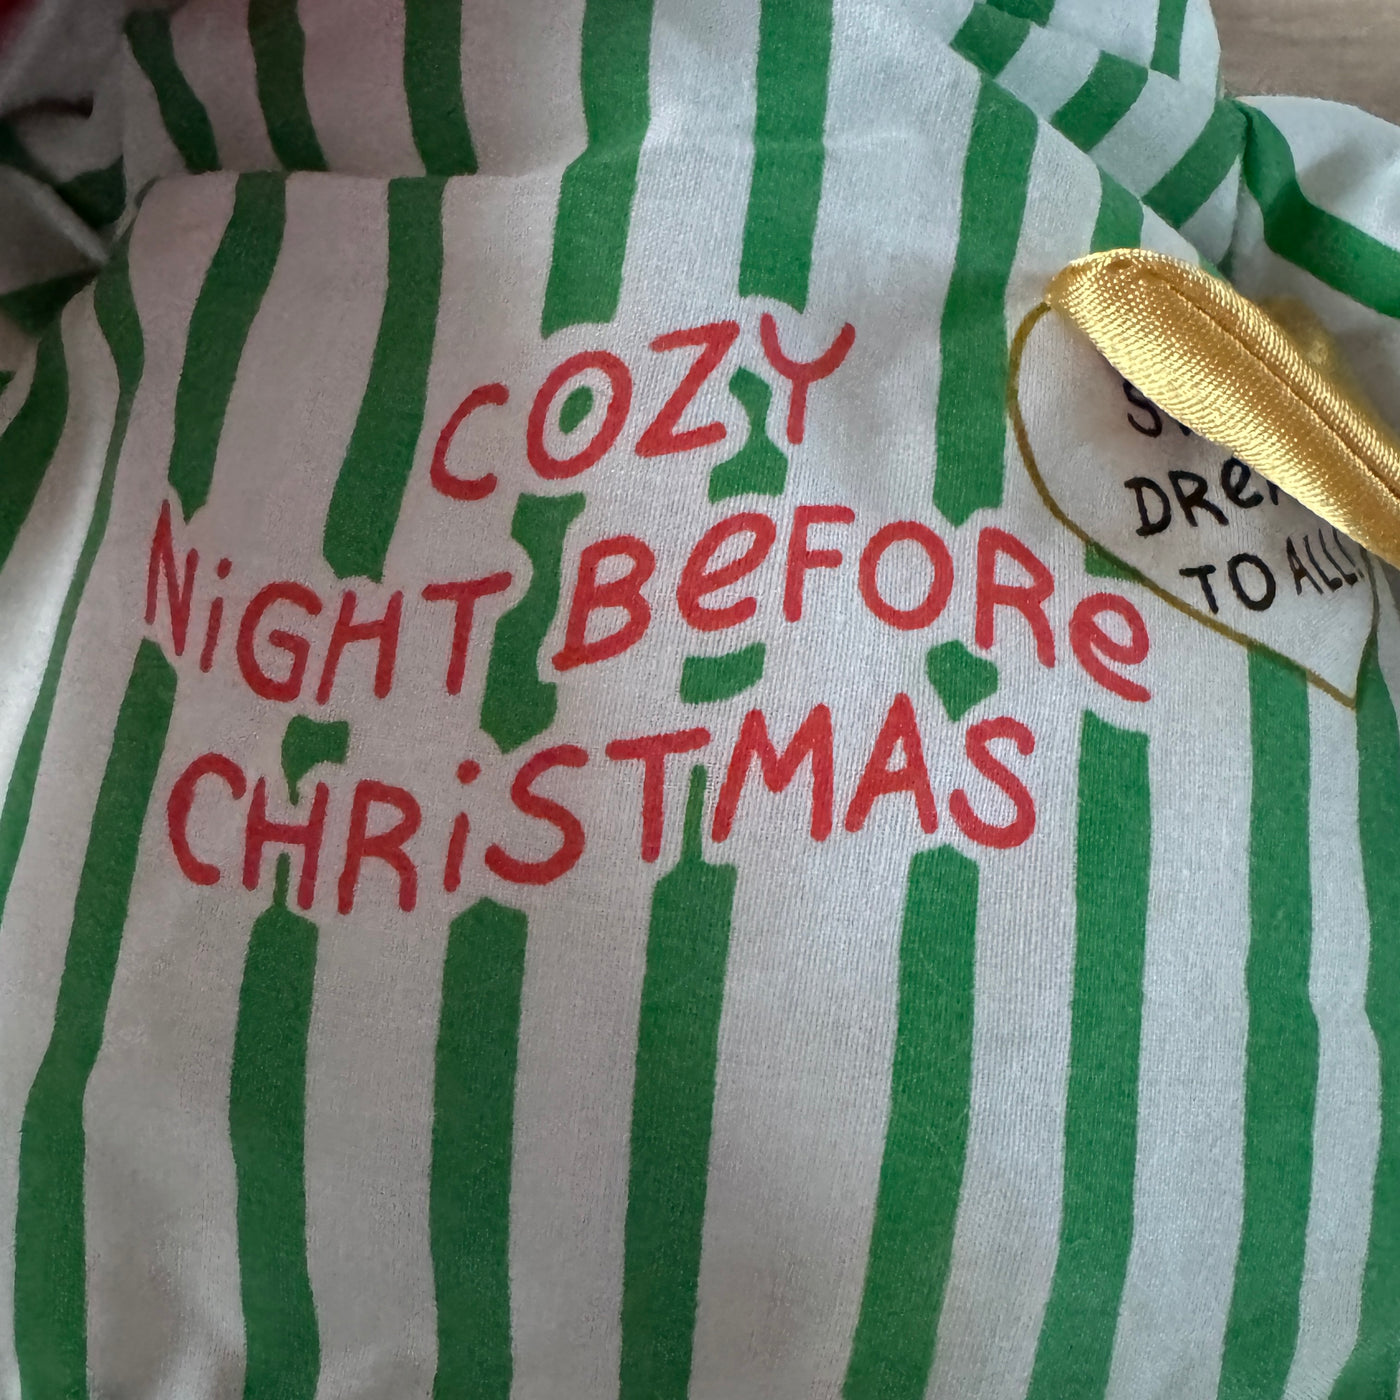 COZY
NiGHT BeFORe
CHRiSTMAS
TO ALL!